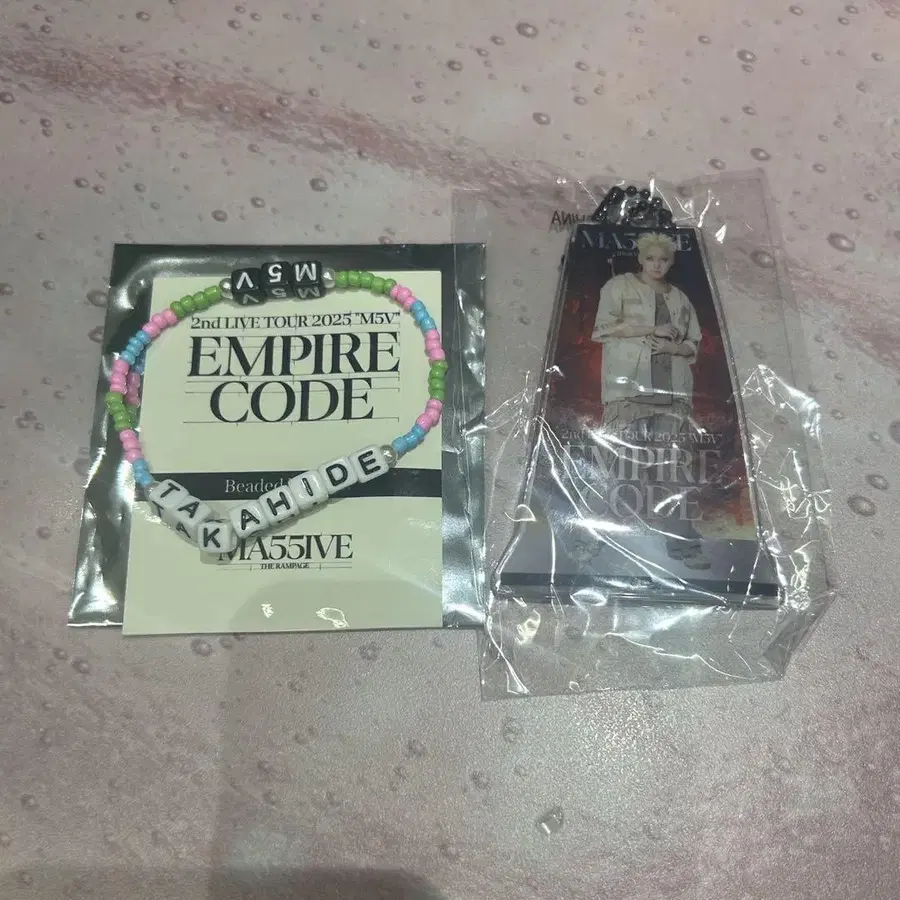 M5V
2nd LIVE TOUR 2025 "M5V"
EMPIRE
CODE
TAKAHIDE
Beaded
MA55IVE
THE RAMPAGE
MA55IVE
2nd LIVE TOUR 2025 "M5V"
EMPIRE
CODE